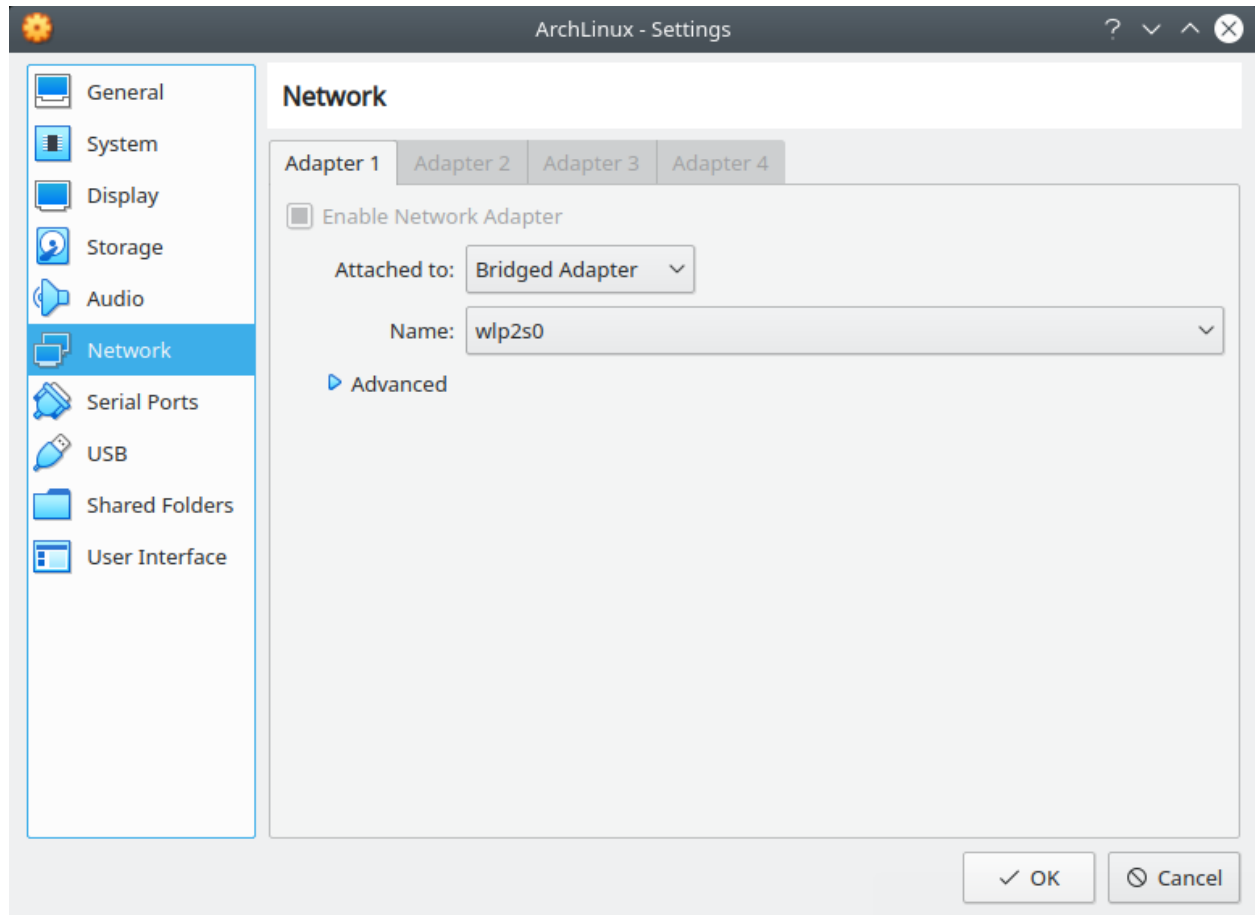 ArchLinux - Settings
?
General
System
Display
Storage
Audio
Network
Serial Ports
USB
Shared Folders
User Interface
Network
Adapter 1 Adapter 2 Adapter 3 Adapter 4
Enable Network Adapter
Attached to: Bridged Adapter
Name: wlp2s0
Advanced
OK Cancel